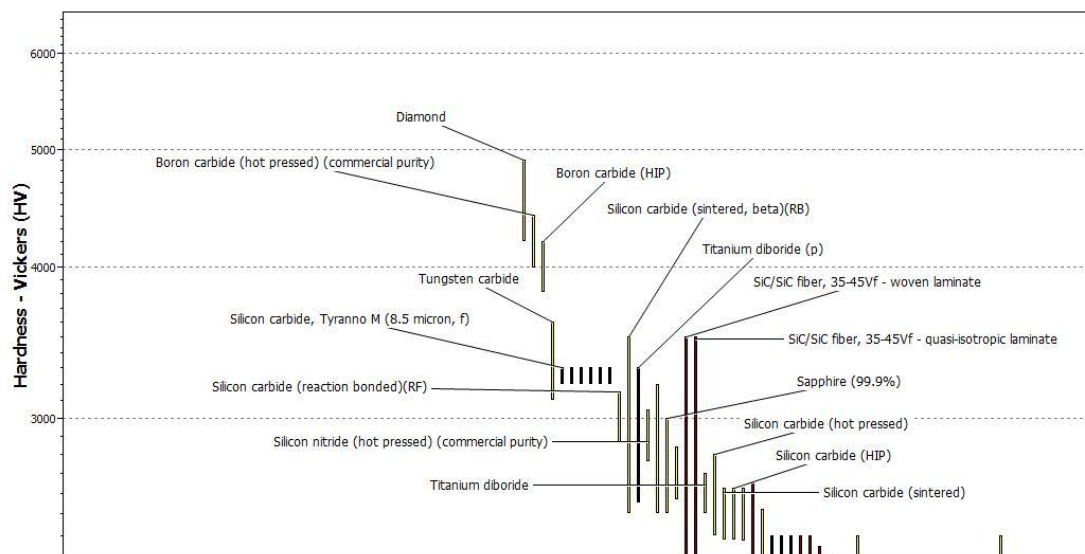 6000
Diamond
5000
Boron carbide (hot pressed) (commercial purity)
Boron carbide (HIP)
Silicon carbide (sintered, beta)(RB)
Titanium diboride (p)
4000
Tungsten carbide
SiC/SiC fiber, 35-45Vf - woven laminate
Silicon carbide, Tyranno M (8.5 micron, f)
SiC/SiC fiber, 35-45Vf - quasi-isotropic laminate
Silicon carbide (reaction bonded)(RF)
Sapphire (99.9%)
3000
Silicon carbide (hot pressed)
Silicon nitride (hot pressed) (commercial purity)
Silicon carbide (HIP)
Titanium diboride
Silicon carbide (sintered)
Hardness - Vickers (HV)